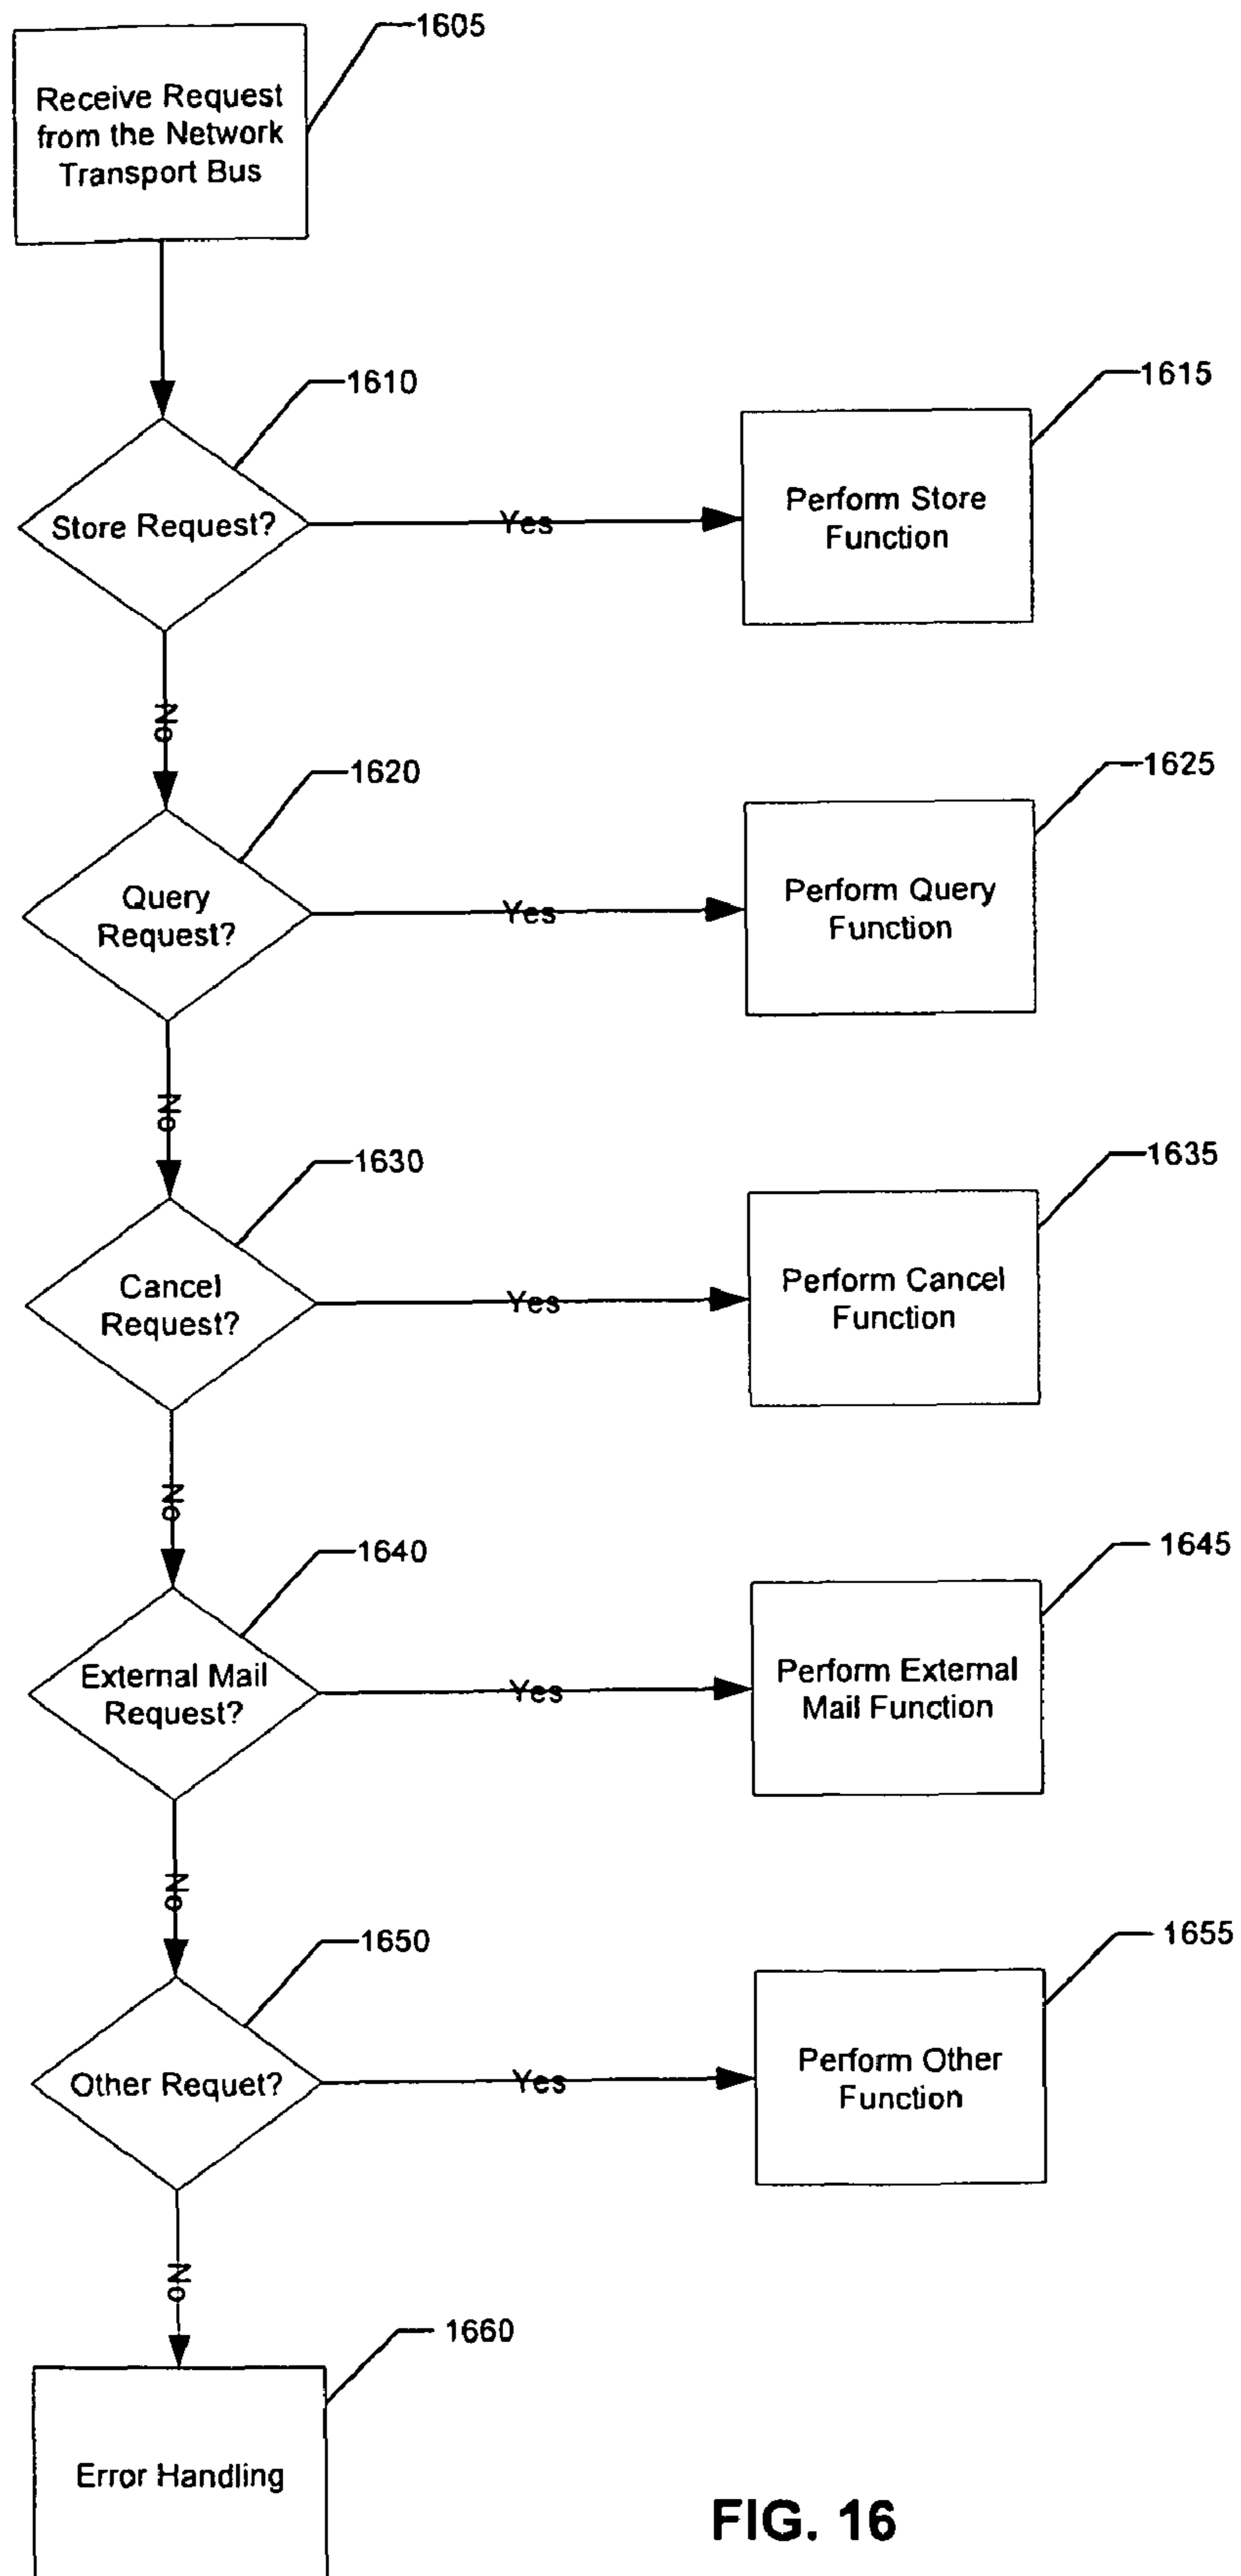 1605
Receive Request
from the Network
Transport Bus
1610
1615
Store Request?
Yes
Perform Store
Function
No
1620
1625
Query
Request?
Yes
Perform Query
Function
No
1630
1635
Cancel
Request?
Yes
Perform Cancel
Function
No
1640
1645
External Mail
Request?
Yes
Perform External
Mail Function
No
1650
1655
Other Requet?
Yes
Perform Other
Function
No
1660
Error Handling
FIG. 16